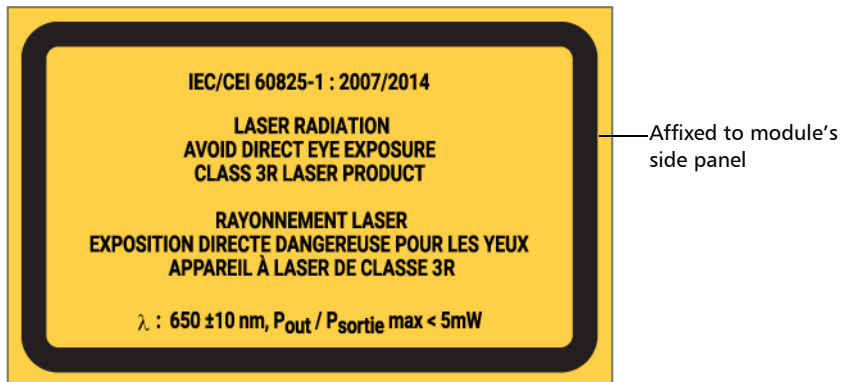 IEC/CEI 60825-1 : 2007/2014
LASER RADIATION
AVOID DIRECT EYE EXPOSURE
CLASS 3R LASER PRODUCT
RAYONNEMENT LASER
EXPOSITION DIRECTE DANGEREUSE POUR LES YEUX
APPAREIL À LASER DE CLASSE 3R
λ : 650 ±10 nm, Pout / Psortie max < 5mW
Affixed to module's
side panel